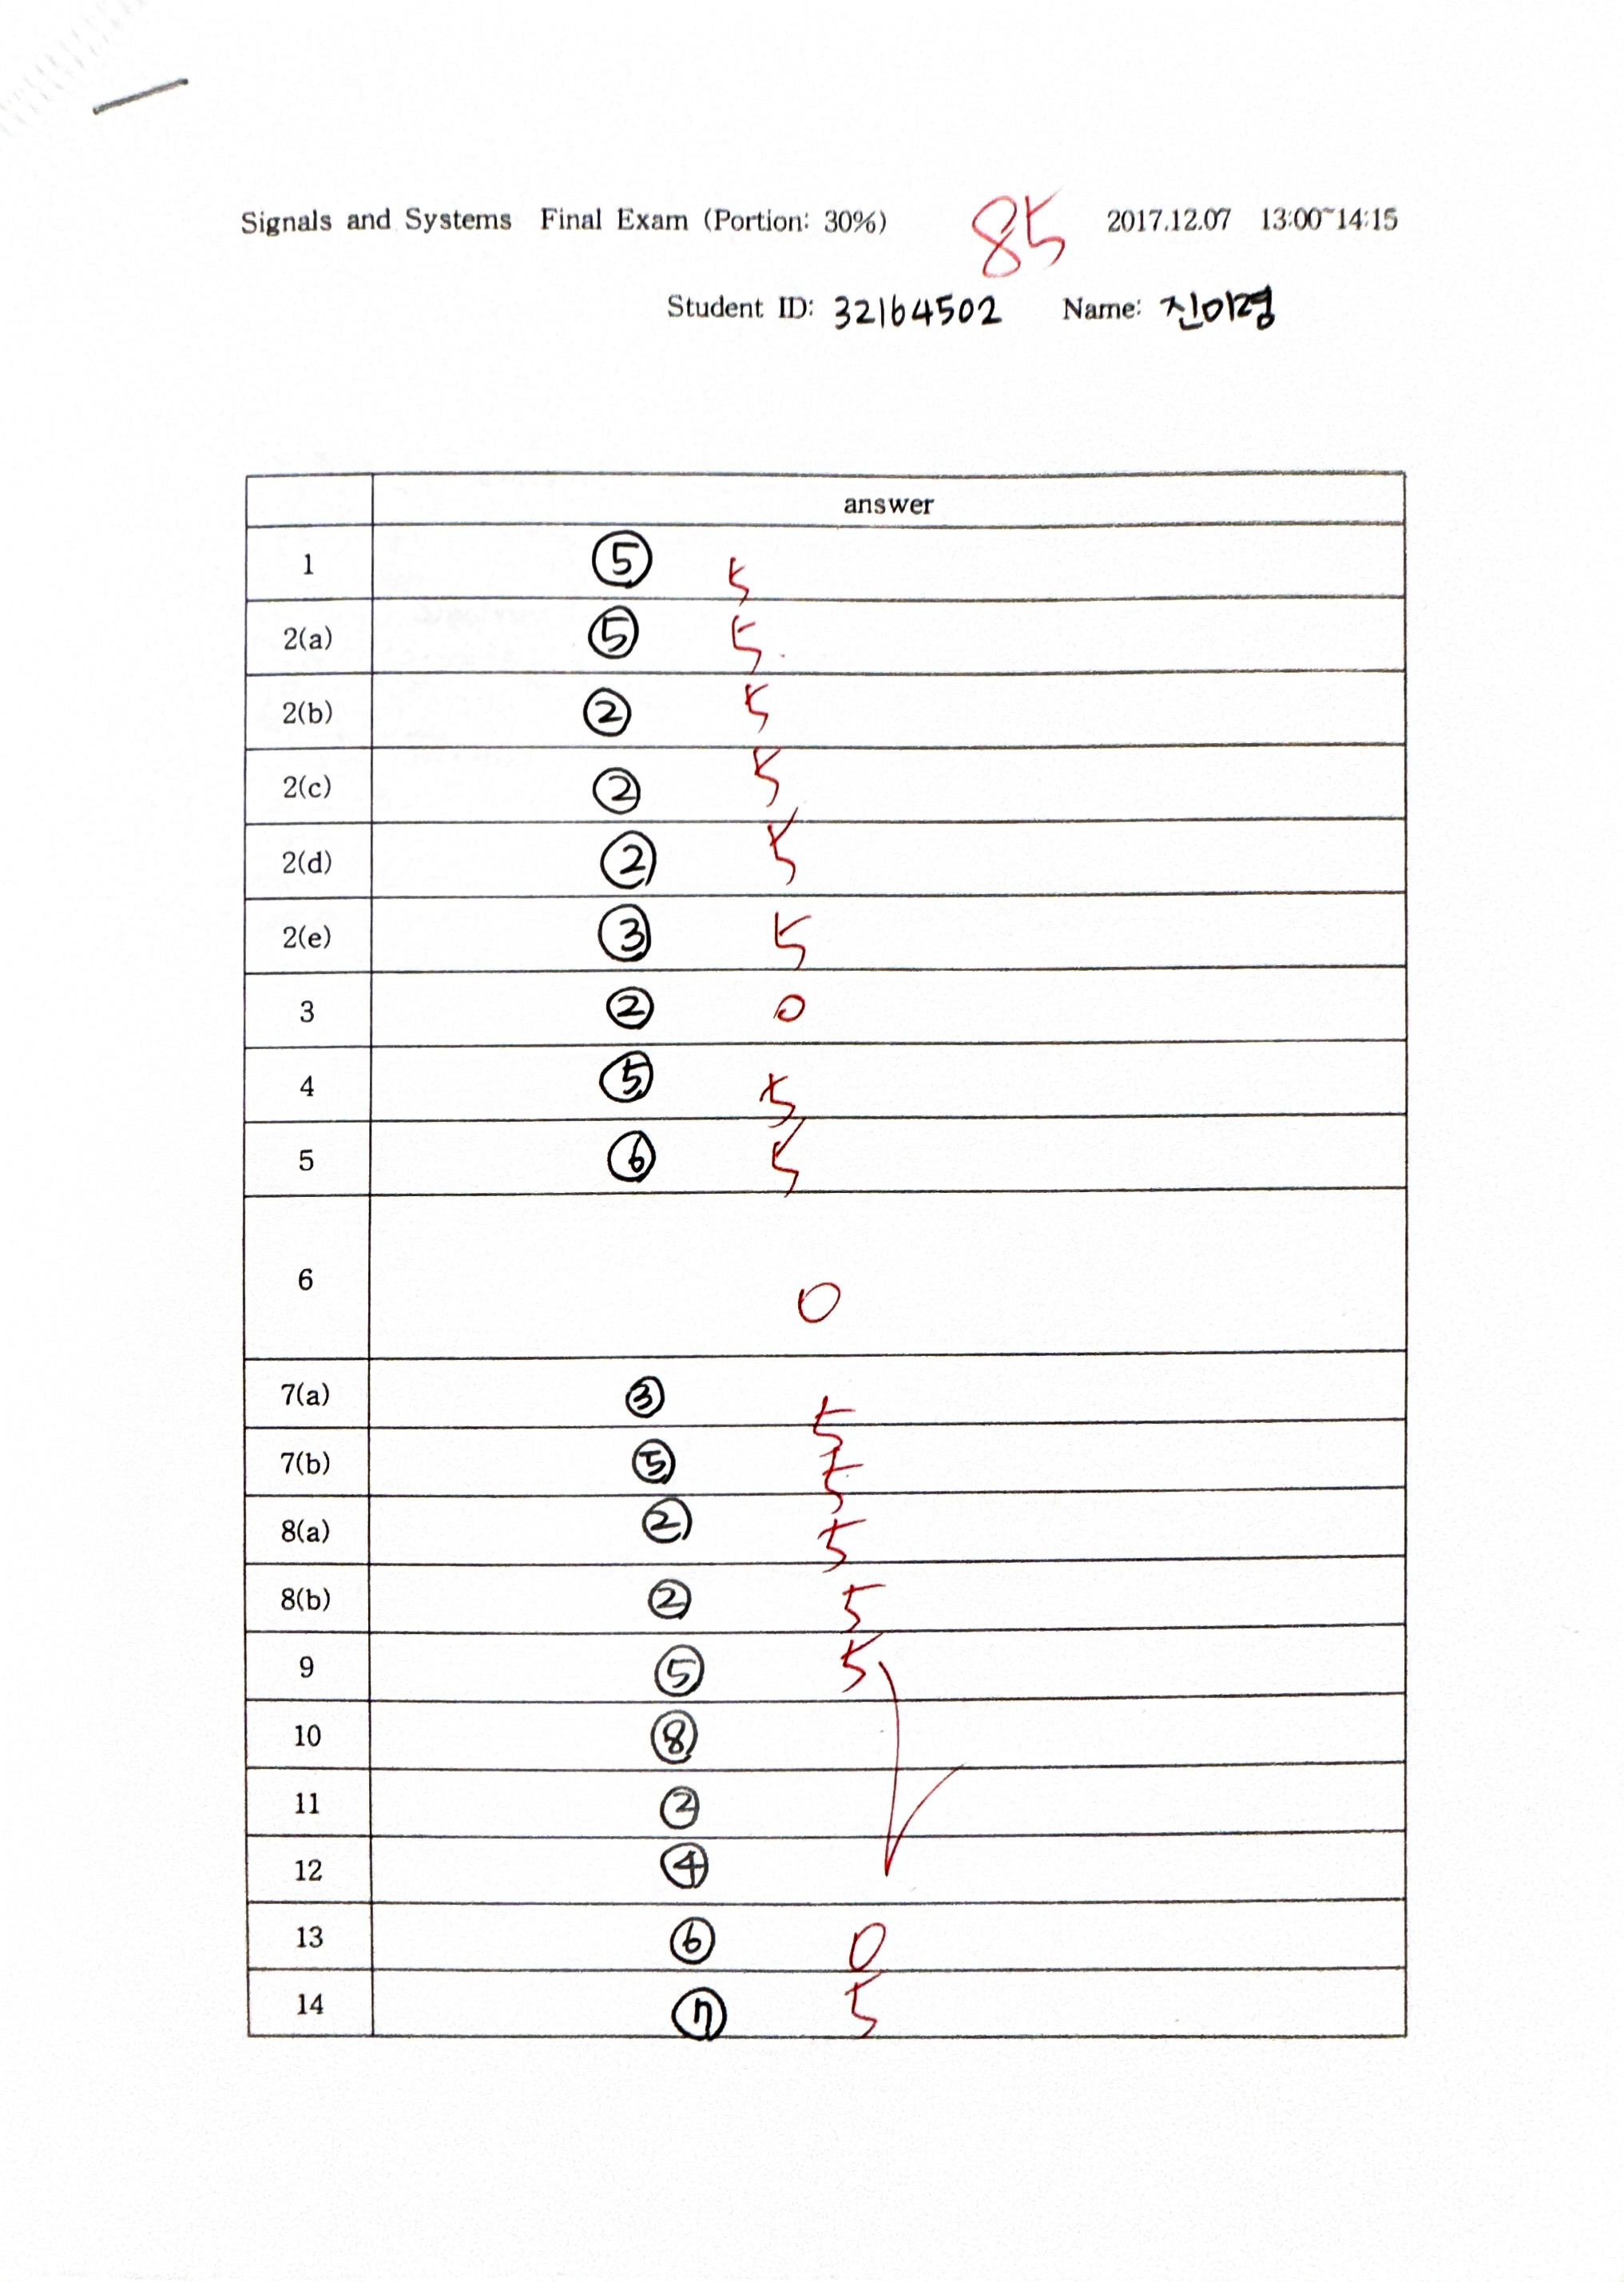 Signals and Systems Final Exam (Portion: 30%) 85 2017.12.07 13:00~14:15
Student ID: 32164502 Name: 진미경
answer
1 ⑤ 5
2(a) ⑤ 5
2(b) ② 5
2(c) ② 5
2(d) ② 5
2(e) ③ 5
3 ② 0
4 ⑤ 5
5 ⑥ 5
6 0
7(a) ③ 5
7(b) ⑤ 5
8(a) ② 5
8(b) ② 5
9 ⑤ 5
10 ⑧
11 ②
12 ④
13 ⑥ 0
14 ⑦ 5